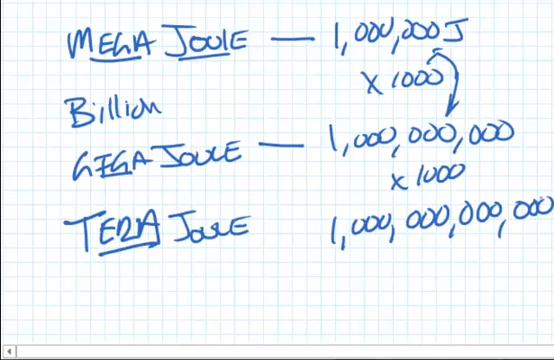 MEGA JOULE — 1,000,000J
x 1000
Billion
GIGA JOULE — 1,000,000,000
x 1000
TERA JOULE 1,000,000,000,000